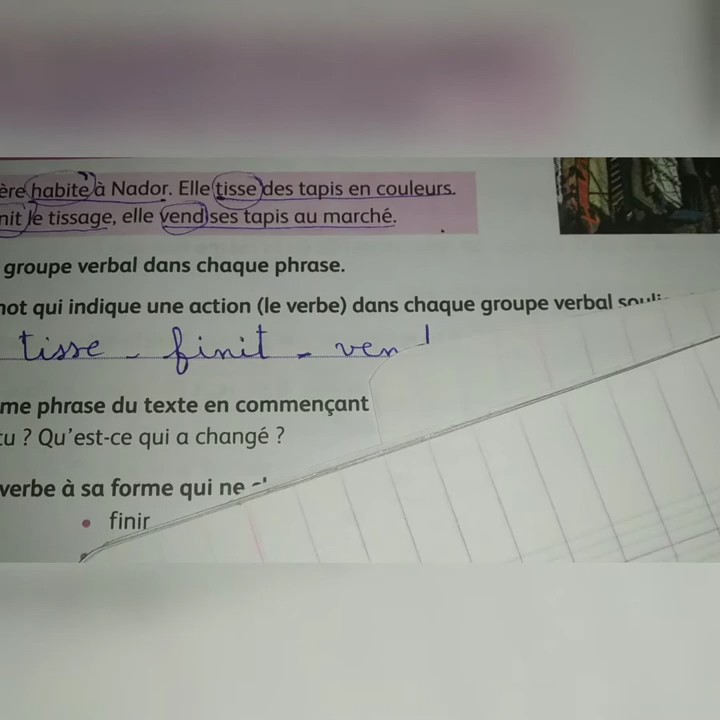 ère habite à Nador. Elle tisse des tapis en couleurs.
nit le tissage, elle vend ses tapis au marché.
groupe verbal dans chaque phrase.
not qui indique une action (le verbe) dans chaque groupe verbal
tisse - finit - vend
me phrase du texte en commençant
tu ? Qu'est-ce qui a changé ?
verbe à sa forme qui ne
• finir